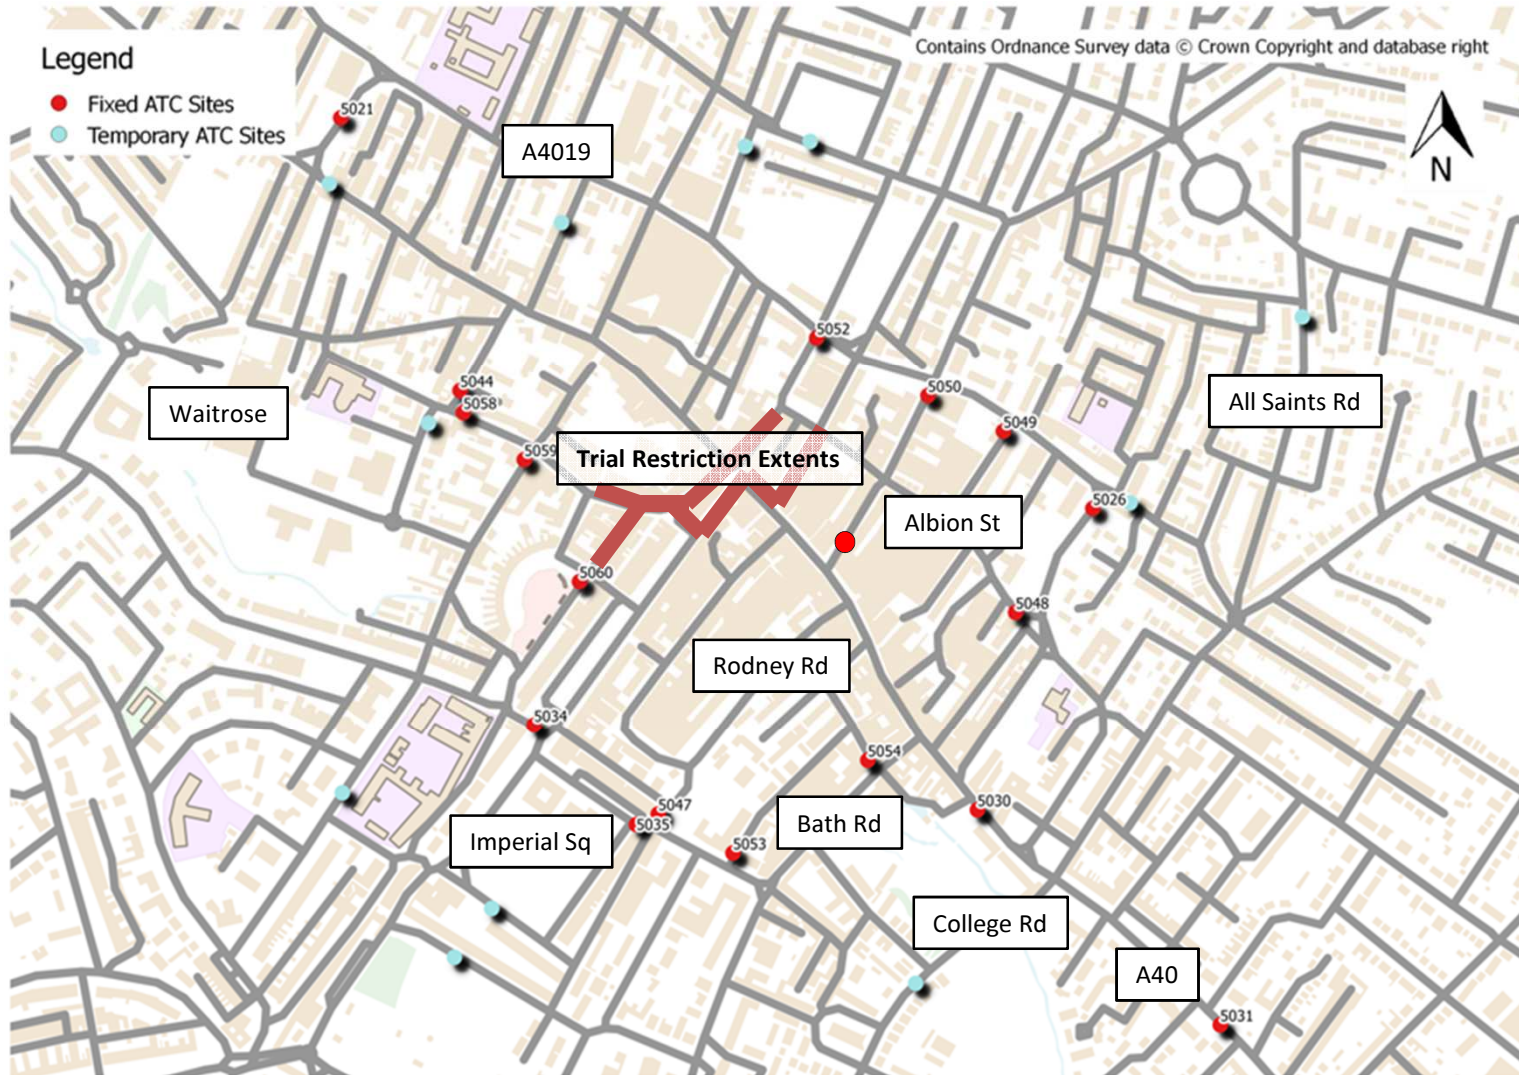 Legend
Fixed ATC Sites
Temporary ATC Sites
Contains Ordnance Survey data © Crown Copyright and database right
N
5021
A4019
5052
5044
5058
5050
5049
Waitrose
All Saints Rd
5059
Trial Restriction Extents
5026
Albion St
5060
5048
Rodney Rd
5034
5054
5030
5047
5035
Bath Rd
Imperial Sq
5053
College Rd
A40
5031